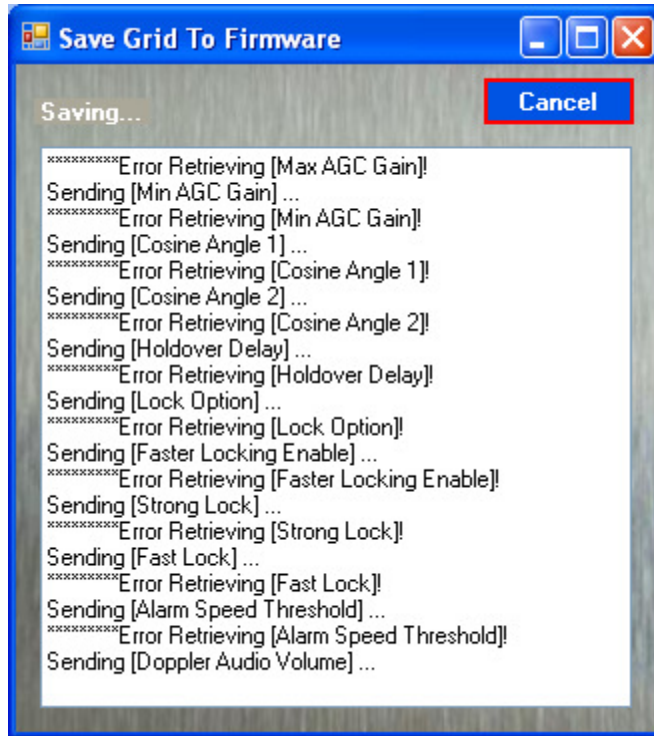 Save Grid To Firmware
Saving...
Cancel
*********Error Retrieving [Max AGC Gain]!
Sending [Min AGC Gain] ...
*********Error Retrieving [Min AGC Gain]!
Sending [Cosine Angle 1] ...
*********Error Retrieving [Cosine Angle 1]!
Sending [Cosine Angle 2] ...
*********Error Retrieving [Cosine Angle 2]!
Sending [Holdover Delay] ...
*********Error Retrieving [Holdover Delay]!
Sending [Lock Option] ...
*********Error Retrieving [Lock Option]!
Sending [Faster Locking Enable] ...
*********Error Retrieving [Faster Locking Enable]!
Sending [Strong Lock] ...
*********Error Retrieving [Strong Lock]!
Sending [Fast Lock] ...
*********Error Retrieving [Fast Lock]!
Sending [Alarm Speed Threshold] ...
*********Error Retrieving [Alarm Speed Threshold]!
Sending [Doppler Audio Volume] ...